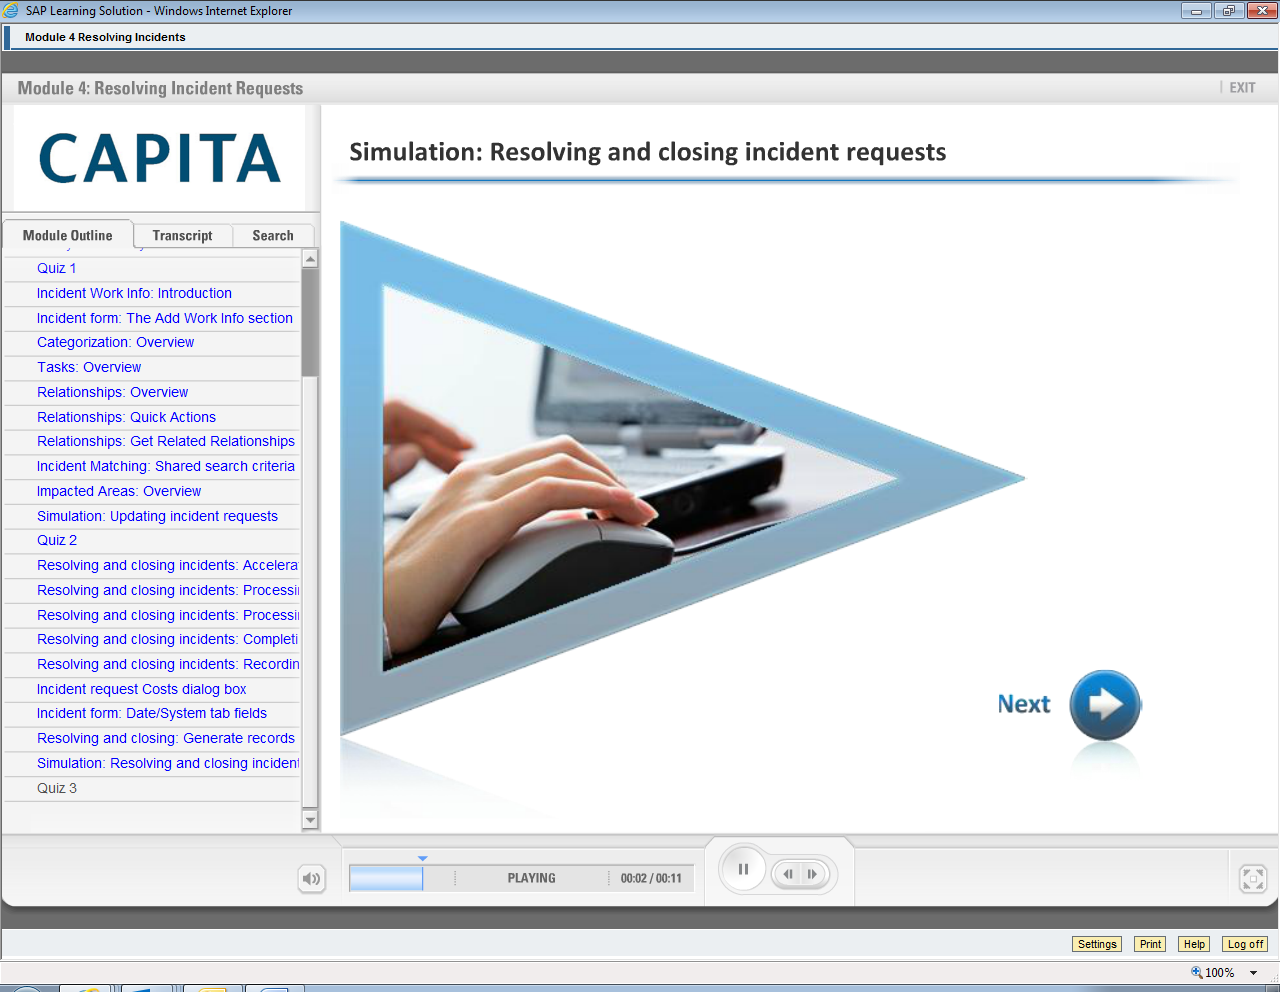 SAP Learning Solution - Windows Internet Explorer
Module 4 Resolving Incidents
Module 4: Resolving Incident Requests
EXIT
CAPITA
Simulation: Resolving and closing incident requests
Module Outline
Transcript
Search
Quiz 1
Incident Work Info: Introduction
Incident form: The Add Work Info section
Categorization: Overview
Tasks: Overview
Relationships: Overview
Relationships: Quick Actions
Relationships: Get Related Relationships
Incident Matching: Shared search criteria
Impacted Areas: Overview
Simulation: Updating incident requests
Quiz 2
Resolving and closing incidents: Accelera
Resolving and closing incidents: Processi
Resolving and closing incidents: Processi
Resolving and closing incidents: Completi
Resolving and closing incidents: Recordin
Incident request Costs dialog box
Incident form: Date/System tab fields
Resolving and closing: Generate records
Simulation: Resolving and closing incident
Quiz 3
Next
PLAYING
00:02 / 00:11
Settings
Print
Help
Log off
100%